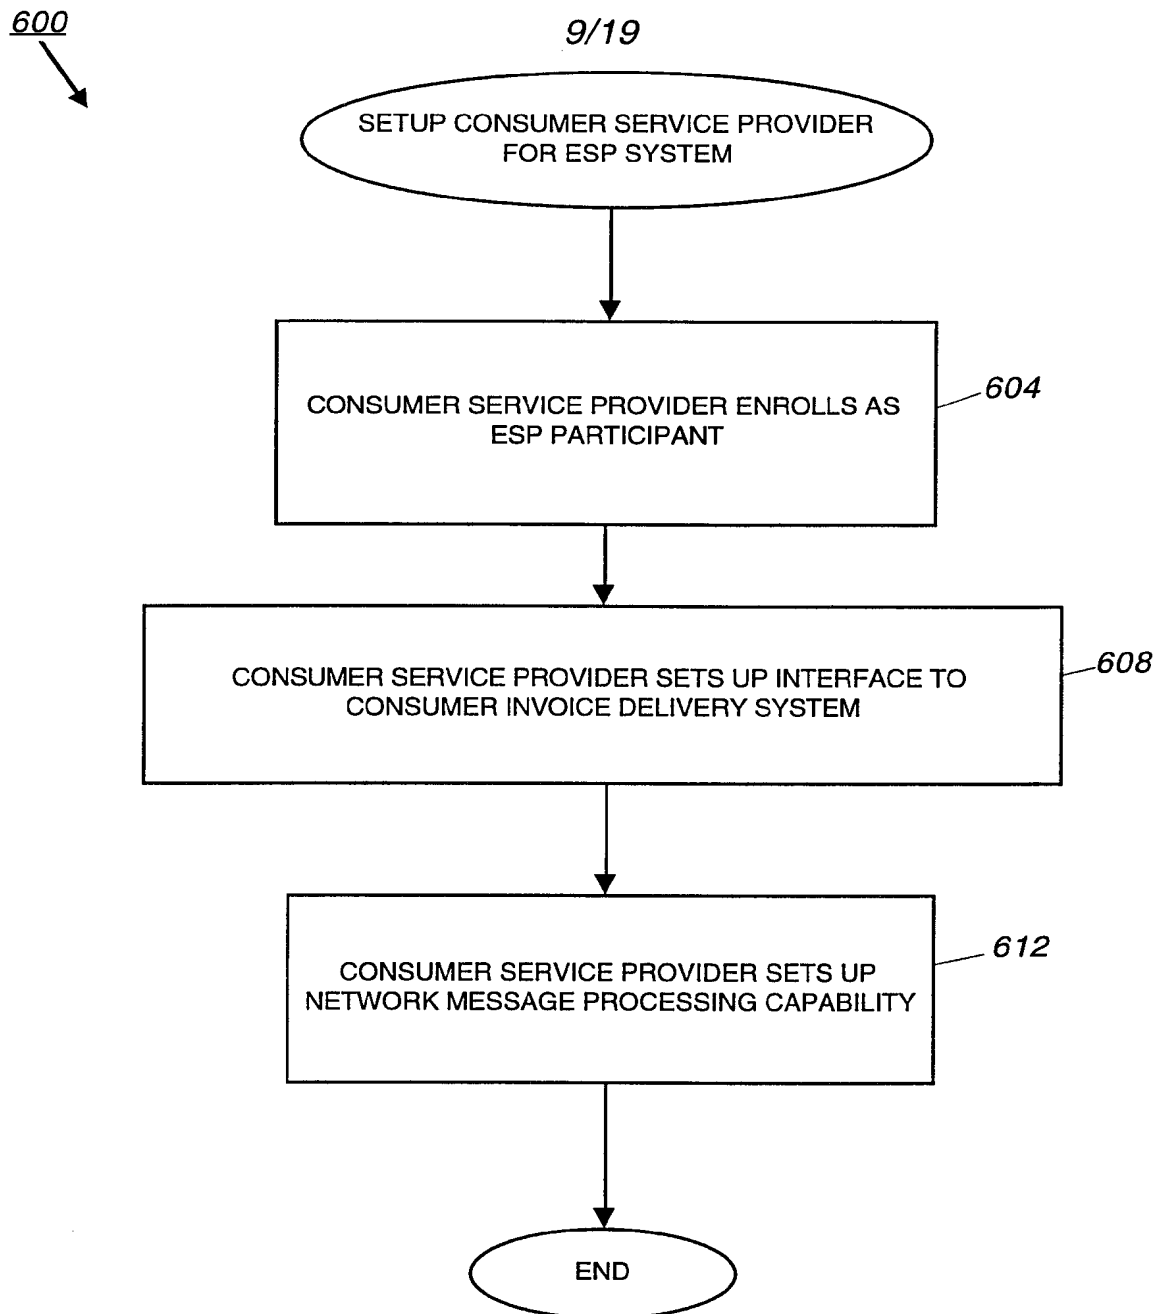 600
9/19
SETUP CONSUMER SERVICE PROVIDER
FOR ESP SYSTEM
CONSUMER SERVICE PROVIDER ENROLLS AS
ESP PARTICIPANT
604
CONSUMER SERVICE PROVIDER SETS UP INTERFACE TO
CONSUMER INVOICE DELIVERY SYSTEM
608
CONSUMER SERVICE PROVIDER SETS UP
NETWORK MESSAGE PROCESSING CAPABILITY
612
END